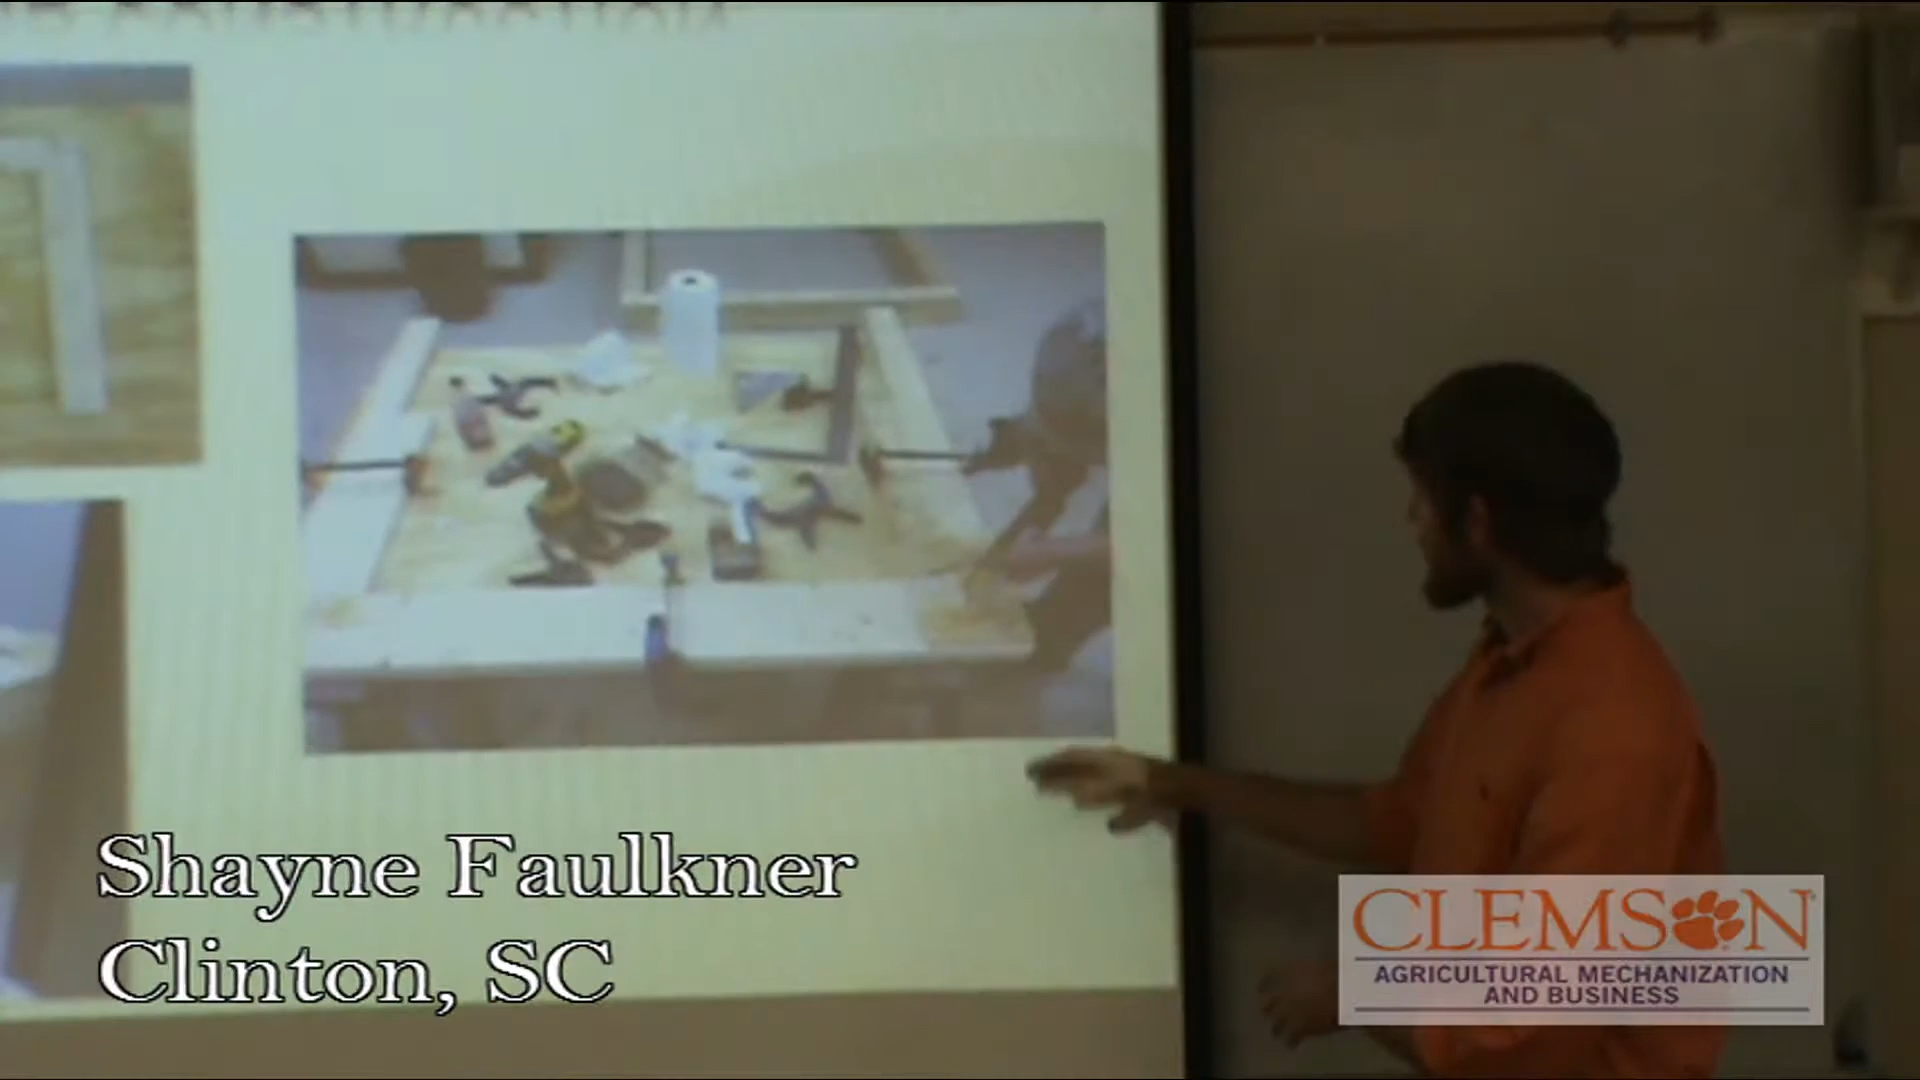 Shayne Faulkner
Clinton, SC
CLEMSON
AGRICULTURAL MECHANIZATION
AND BUSINESS